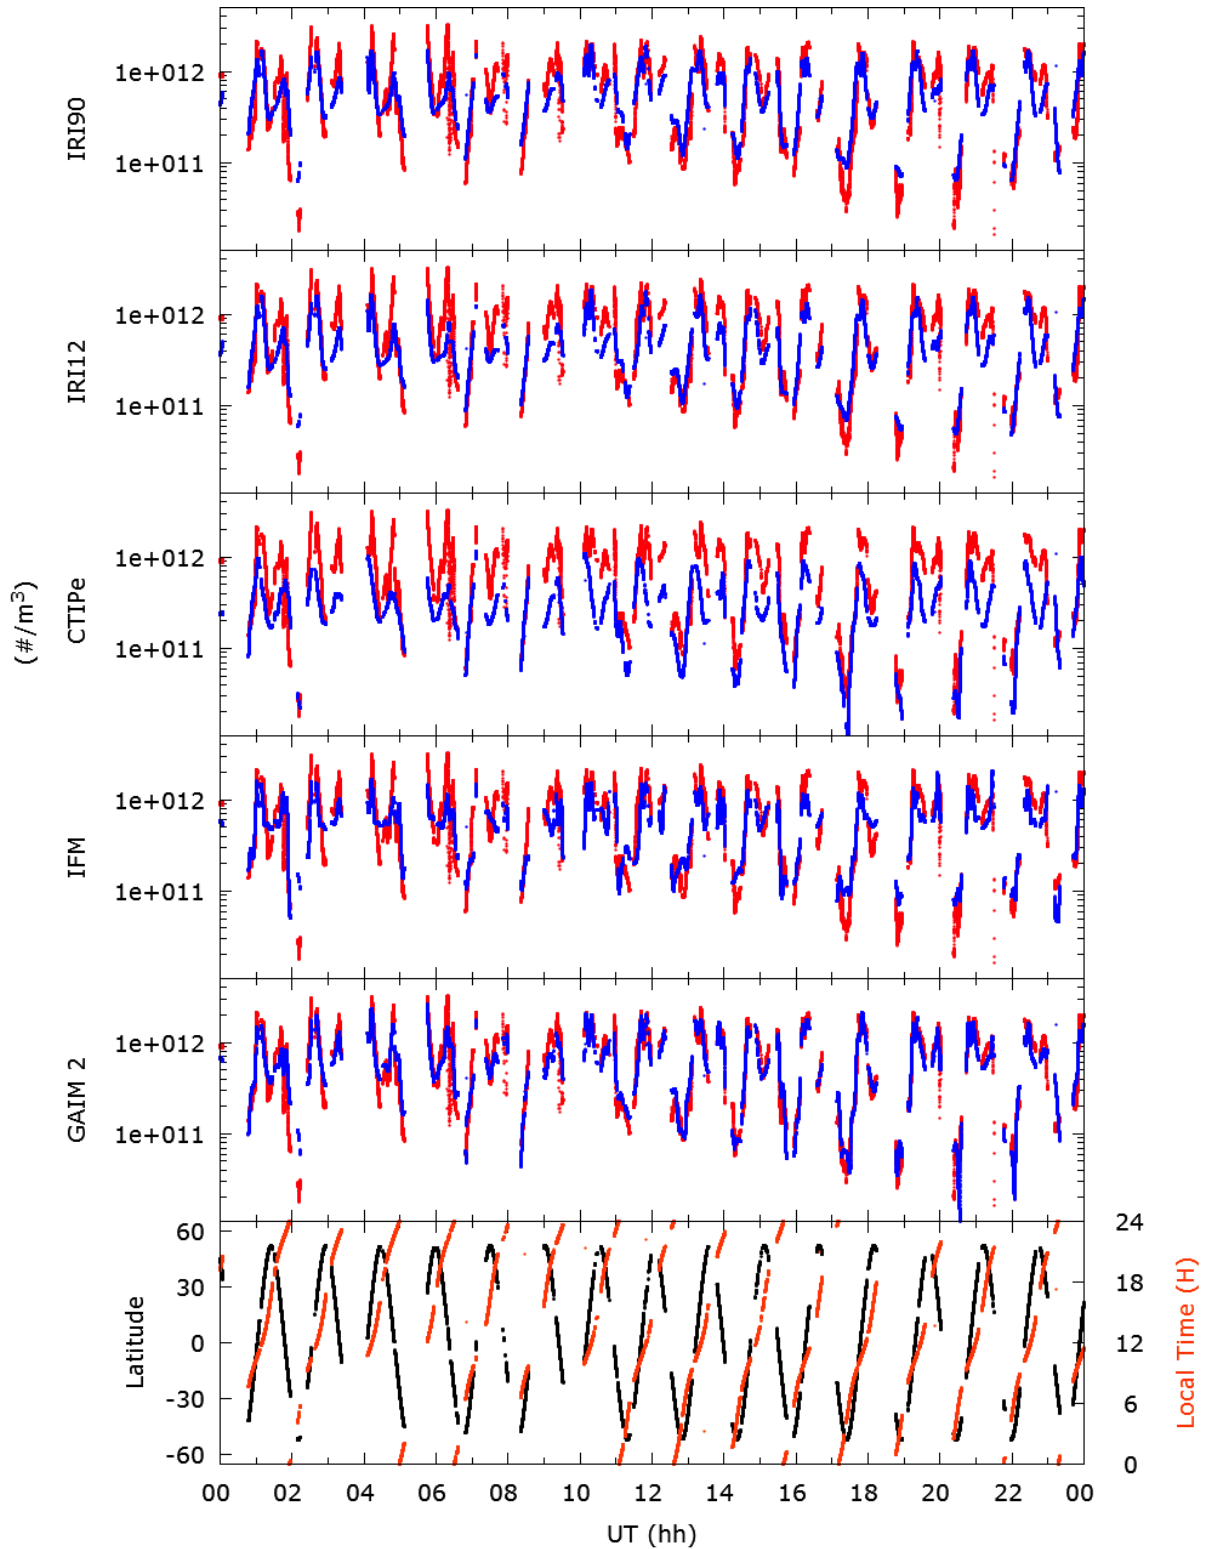 IRI90
1e+012
1e+011
IRI12
1e+012
1e+011
(#/m³)
CTIPe
1e+012
1e+011
IFM
1e+012
1e+011
GAIM 2
1e+012
1e+011
Latitude
60
30
0
-30
-60
24
18
12
6
0
Local Time (H)
00 02 04 06 08 10 12 14 16 18 20 22 00
UT (hh)